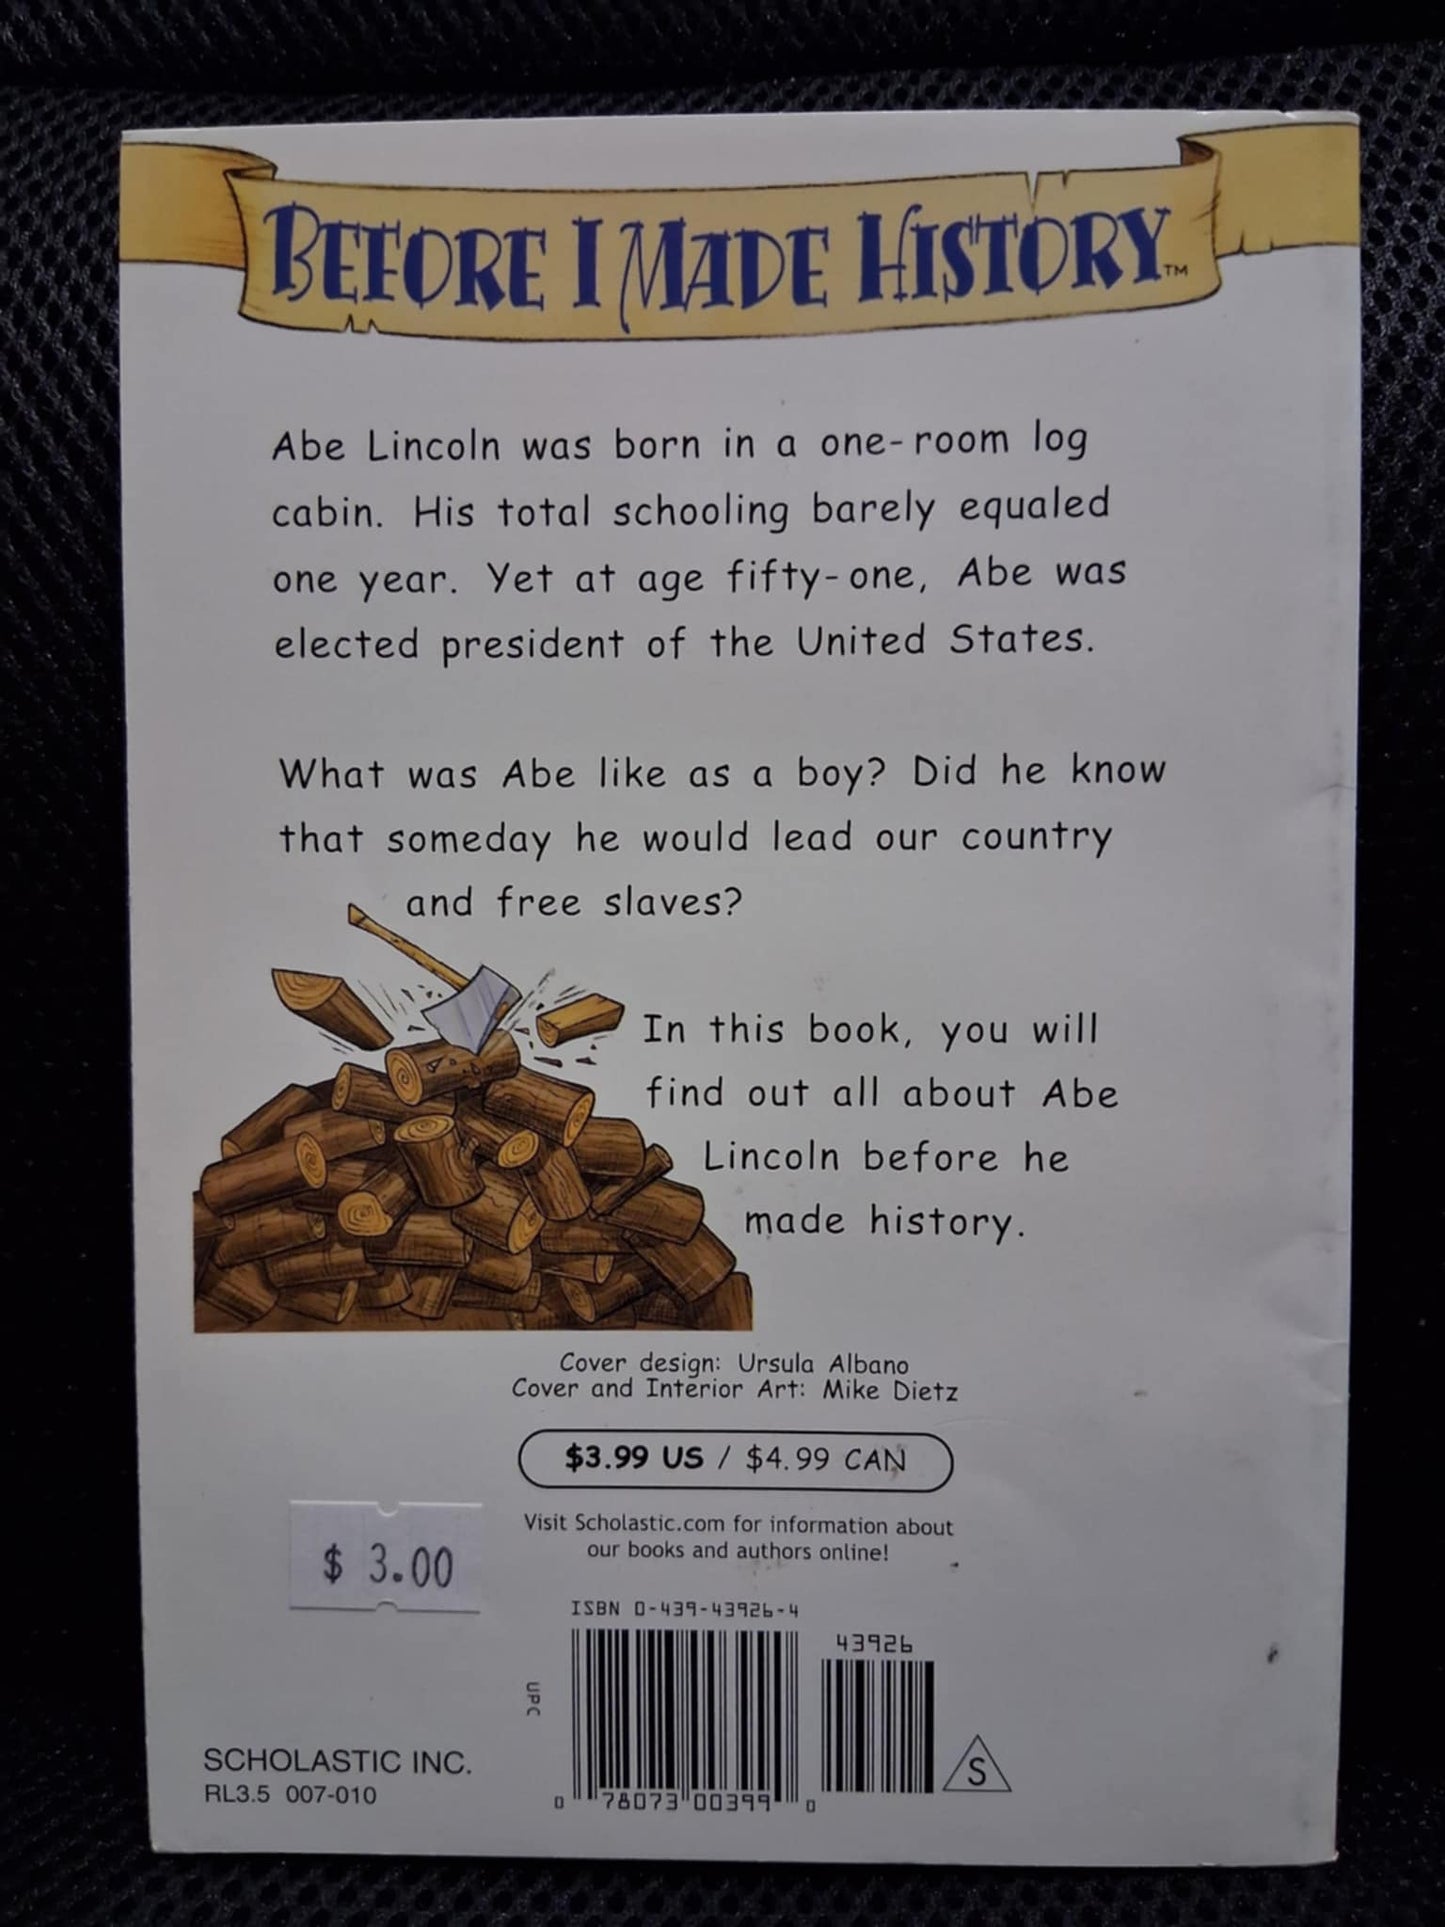 BEFORE I MADE HISTORY™
Abe Lincoln was born in a one-room log
cabin. His total schooling barely equaled
one year. Yet at age fifty-one, Abe was
elected president of the United States.
What was Abe like as a boy? Did he know
that someday he would lead our country
and free slaves?
In this book, you will
find out all about Abe
Lincoln before he
made history.
Cover design: Ursula Albano
Cover and Interior Art: Mike Dietz
$3.99 US / $4.99 CAN
$ 3.00
Visit Scholastic.com for information about
our books and authors online!
ISBN 0-439-43926-4
43926
UPC
0 78073 00399 0
S
SCHOLASTIC INC.
RL3.5 007-010